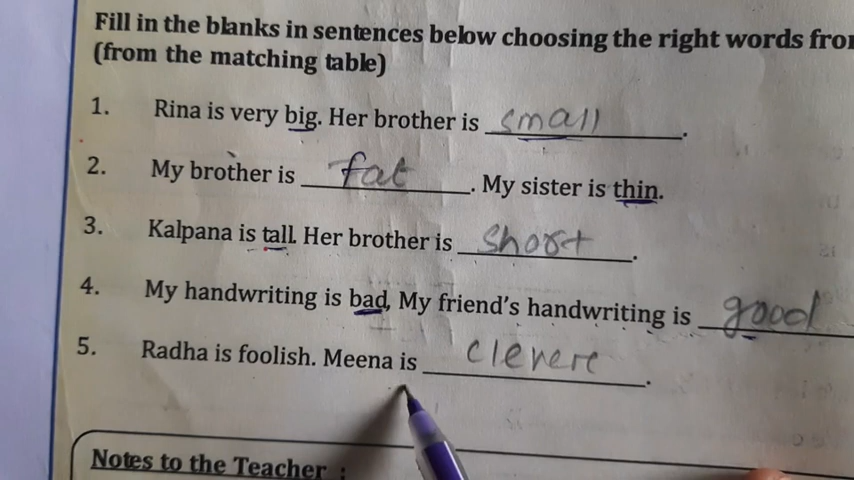 Fill in the blanks in sentences below choosing the right words
(from the matching table)
1. Rina is very big. Her brother is small.
2. My brother is fat. My sister is thin.
3. Kalpana is tall. Her brother is short.
4. My handwriting is bad, My friend's handwriting is good
5. Radha is foolish. Meena is clevere.
Notes to the Teacher :